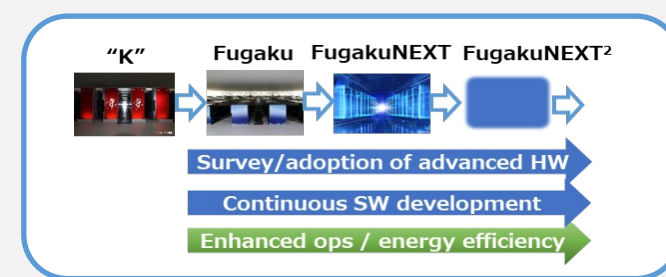 “K”
Fugaku
FugakuNEXT
FugakuNEXT²
Survey/adoption of advanced HW
Continuous SW development
Enhanced ops / energy efficiency